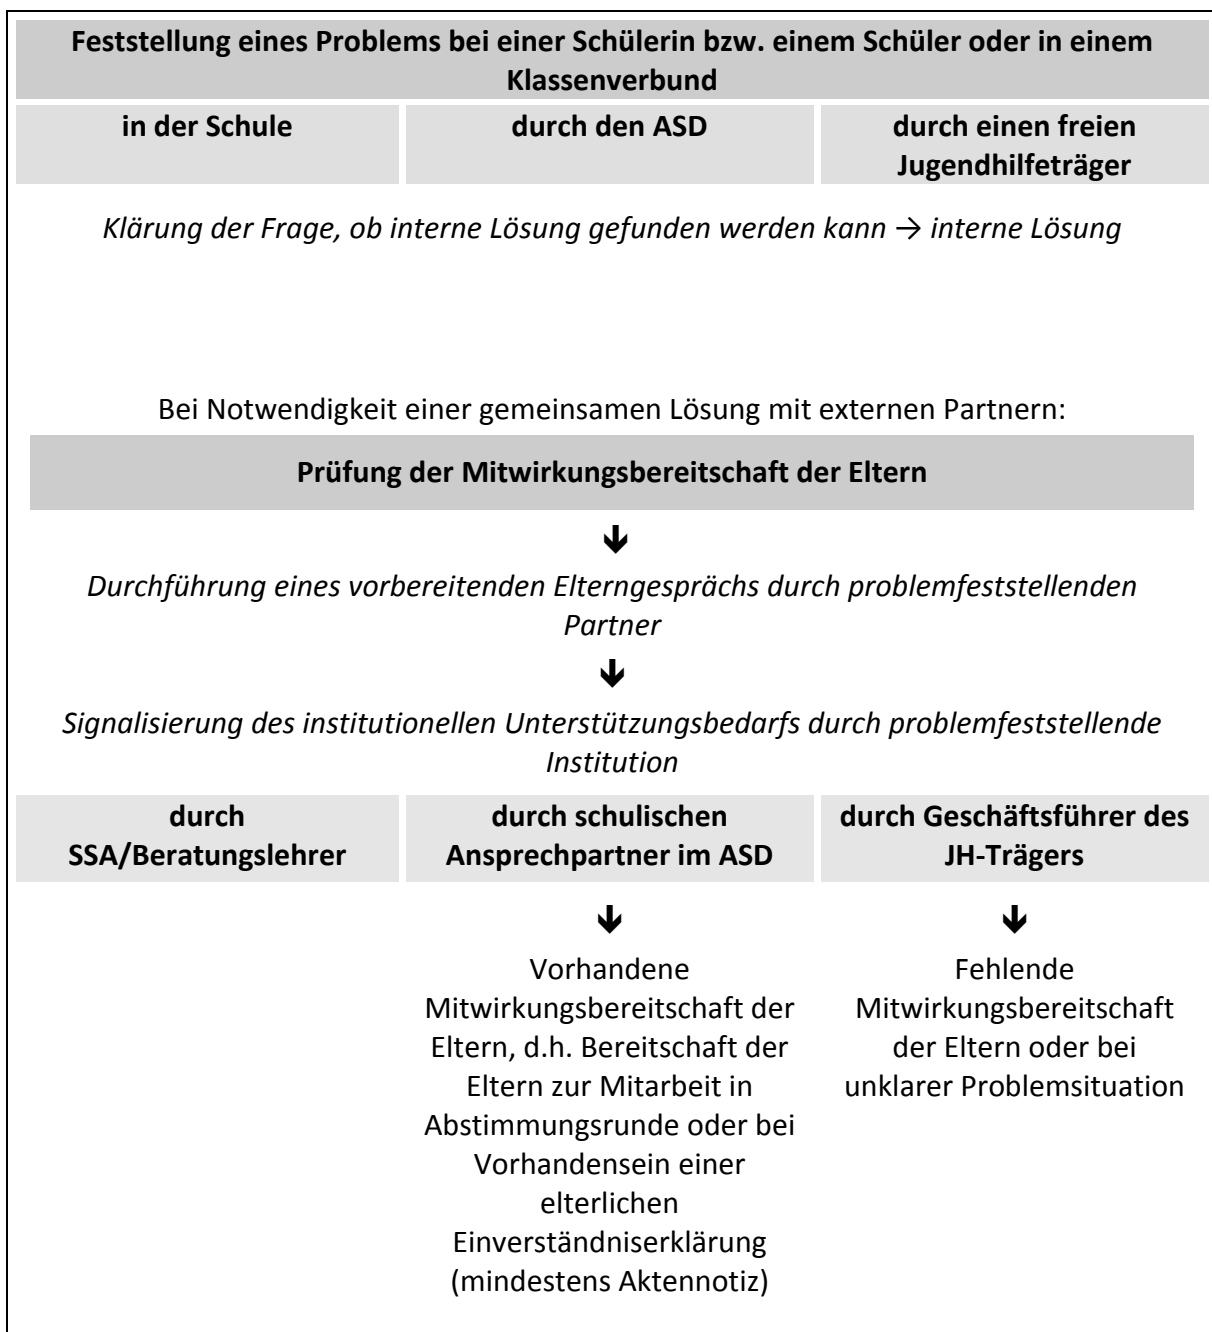 Feststellung eines Problems bei einer Schülerin bzw. einem Schüler oder in einem
Klassenverbund
in der Schule
durch den ASD
durch einen freien
Jugendhilfeträger
Klärung der Frage, ob interne Lösung gefunden werden kann → interne Lösung
Bei Notwendigkeit einer gemeinsamen Lösung mit externen Partnern:
Prüfung der Mitwirkungsbereitschaft der Eltern
🡻
Durchführung eines vorbereitenden Elterngesprächs durch problemfeststellenden
Partner
🡻
Signalisierung des institutionellen Unterstützungsbedarfs durch problemfeststellende
Institution
durch
SSA/Beratungslehrer
durch schulischen
Ansprechpartner im ASD
durch Geschäftsführer des
JH-Trägers
🡻
Vorhandene
Mitwirkungsbereitschaft der
Eltern, d.h. Bereitschaft der
Eltern zur Mitarbeit in
Abstimmungsrunde oder bei
Vorhandensein einer
elterlichen
Einverständniserklärung
(mindestens Aktennotiz)
🡻
Fehlende
Mitwirkungsbereitschaft
der Eltern oder bei
unklarer Problemsituation